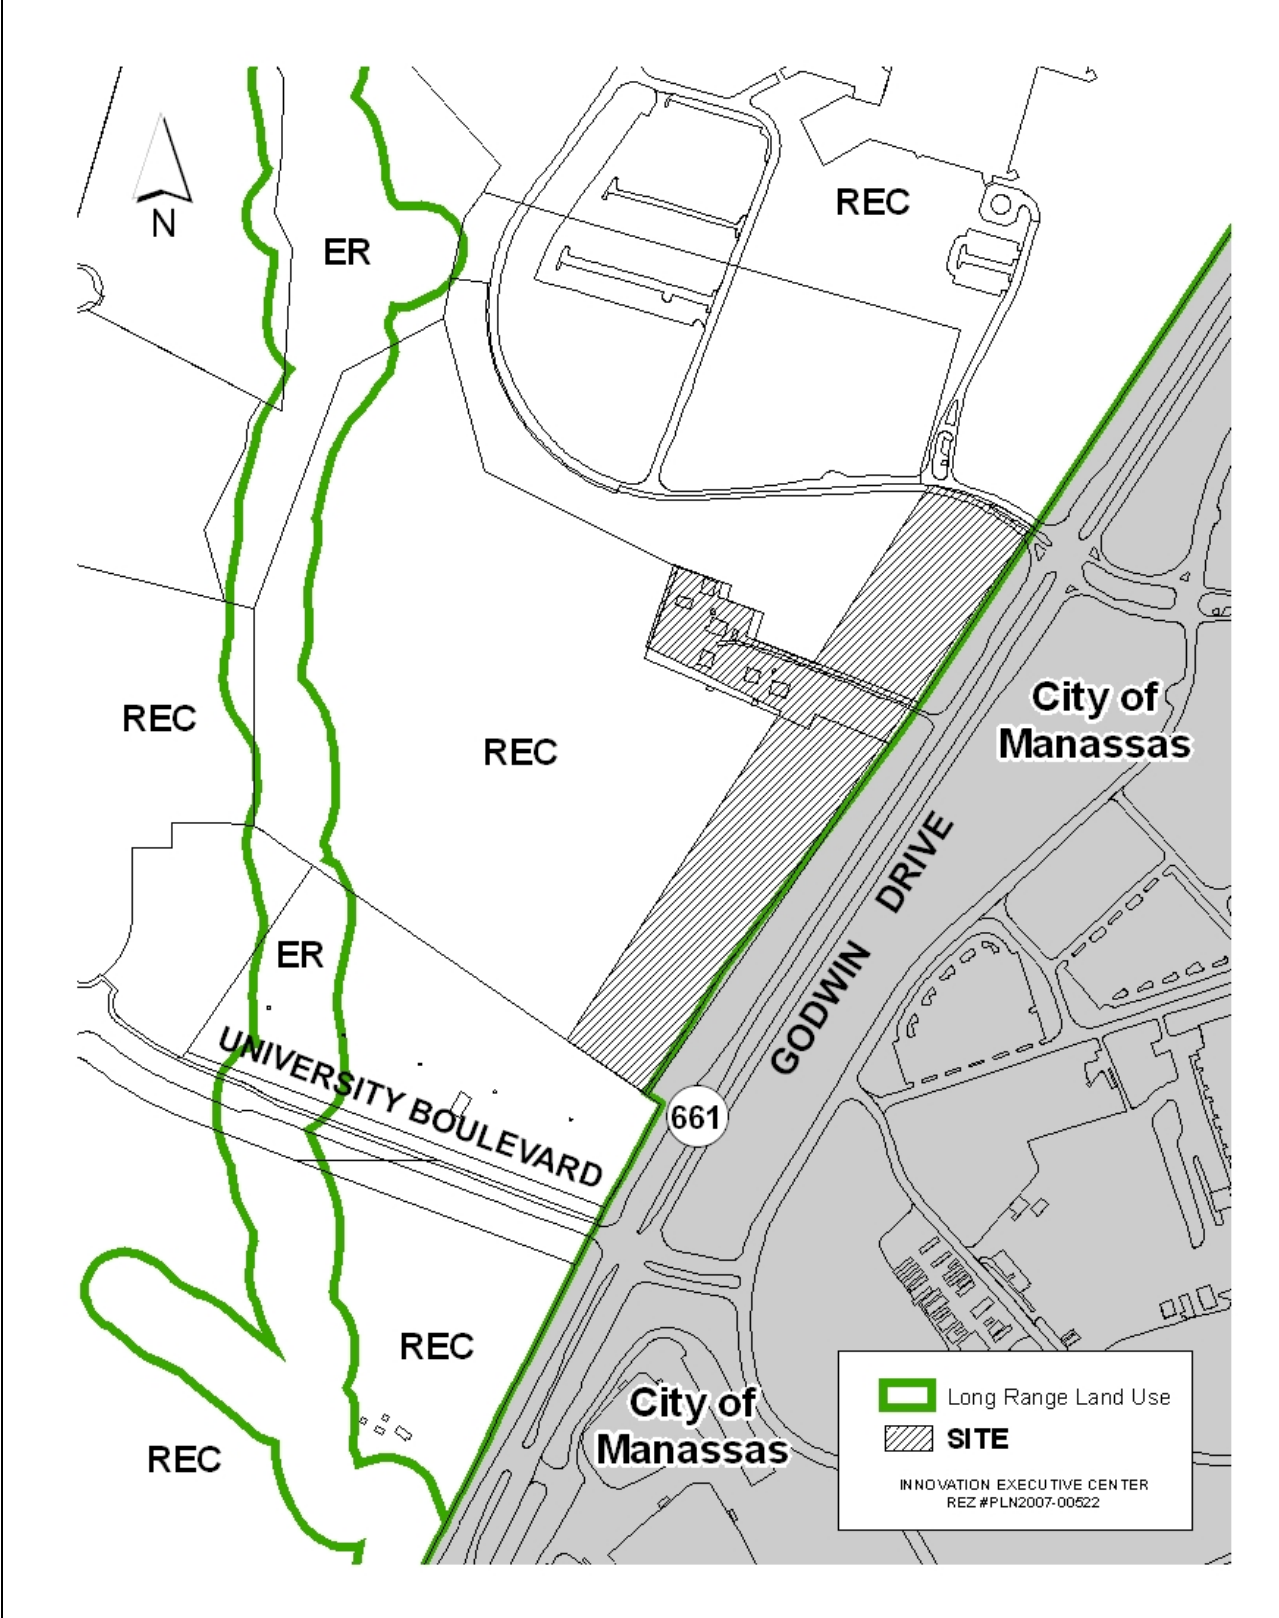 REC
N
ER
City of
Manassas
REC
REC
GODWIN DRIVE
ER
UNIVERSITY BOULEVARD
661
REC
City of
Manassas
REC
Long Range Land Use
SITE
INNOVATION EXECUTIVE CENTER
REZ #PLN2007-00522